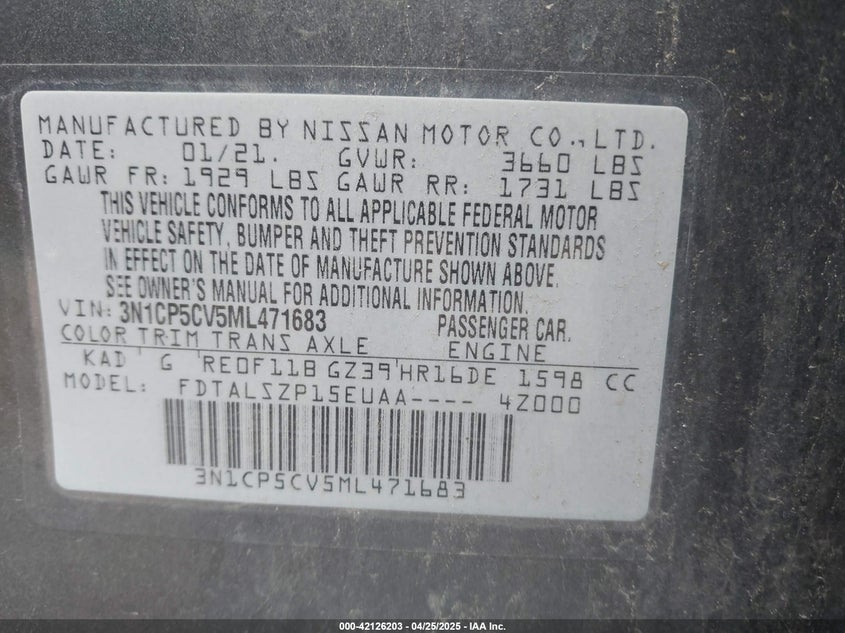 MANUFACTURED BY NISSAN MOTOR CO.,LTD.
DATE: 01/21. GVWR: 3660 LBS
GAWR FR: 1929 LBS GAWR RR: 1731 LBS
THIS VEHICLE CONFORMS TO ALL APPLICABLE FEDERAL MOTOR
VEHICLE SAFETY, BUMPER AND THEFT PREVENTION STANDARDS
IN EFFECT ON THE DATE OF MANUFACTURE SHOWN ABOVE.
SEE OWNER'S MANUAL FOR ADDITIONAL INFORMATION.
VIN: 3N1CP5CV5ML471683 PASSENGER CAR.
COLOR TRIM TRANS AXLE ENGINE
KAD G RE0F11B GZ39 HR16DE 1598 CC
MODEL: FDTALSZP15EUAA---- 4Z000
3N1CP5CV5ML471683
000-42126203 - 04/25/2025 - IAA Inc.